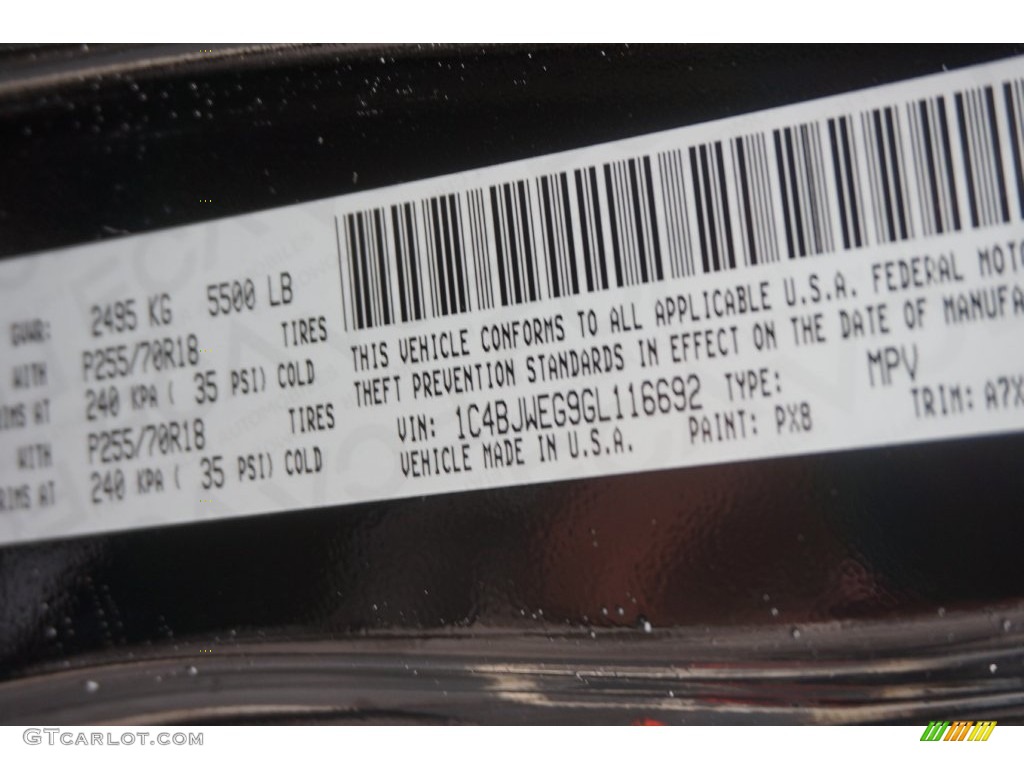 GVWR: 2495 KG 5500 LB
WITH P255/70R18 TIRES
RIMS AT 240 KPA ( 35 PSI) COLD
WITH P255/70R18 TIRES
RIMS AT 240 KPA ( 35 PSI) COLD
THIS VEHICLE CONFORMS TO ALL APPLICABLE U.S.A. FEDERAL MOTO
THEFT PREVENTION STANDARDS IN EFFECT ON THE DATE OF MANUFA
VIN: 1C4BJWEG9GL116692 TYPE: MPV
VEHICLE MADE IN U.S.A. PAINT: PX8 TRIM: A7X
GTCarLot.com